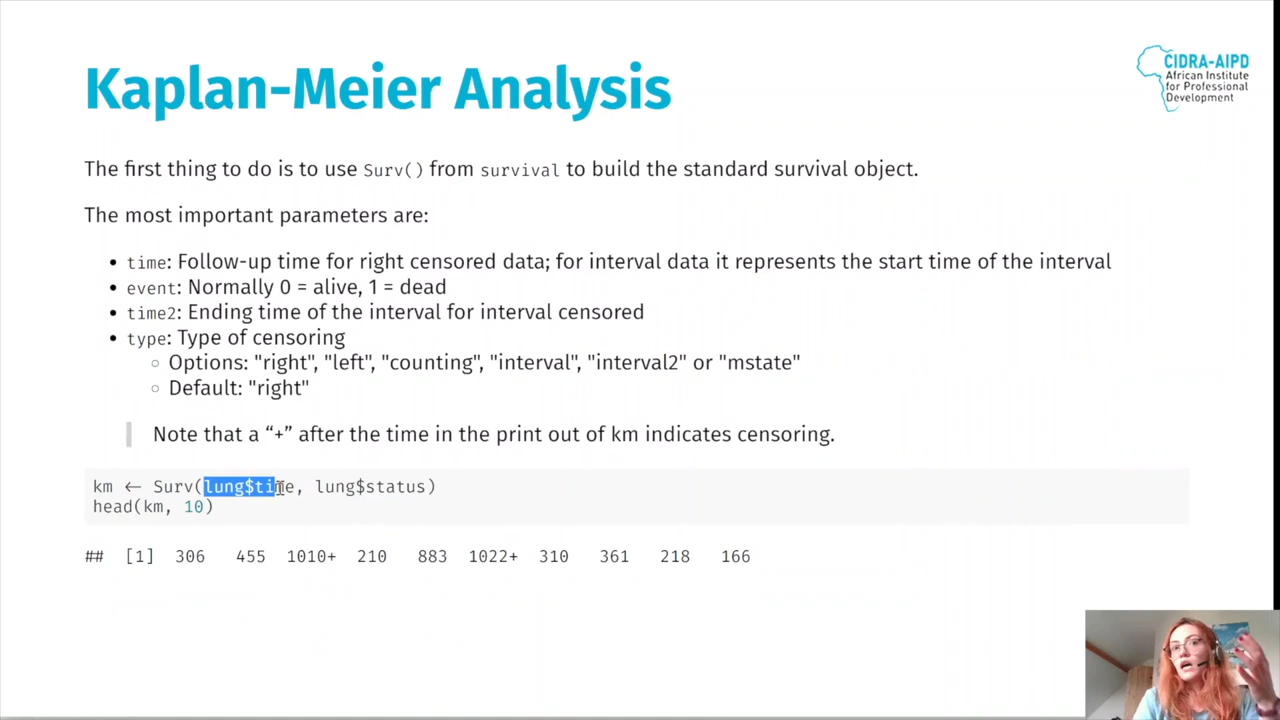 Kaplan-Meier Analysis
CIDRA-AIPD
African Institute
for Professional
Development
The first thing to do is to use Surv() from survival to build the standard survival object.
The most important parameters are:
• time: Follow-up time for right censored data; for interval data it represents the start time of the interval
• event: Normally 0 = alive, 1 = dead
• time2: Ending time of the interval for interval censored
• type: Type of censoring
◦ Options: "right", "left", "counting", "interval", "interval2" or "mstate"
◦ Default: "right"
Note that a “+” after the time in the print out of km indicates censoring.
km ← Surv(lung$time, lung$status)
head(km, 10)
## [1] 306 455 1010+ 210 883 1022+ 310 361 218 166